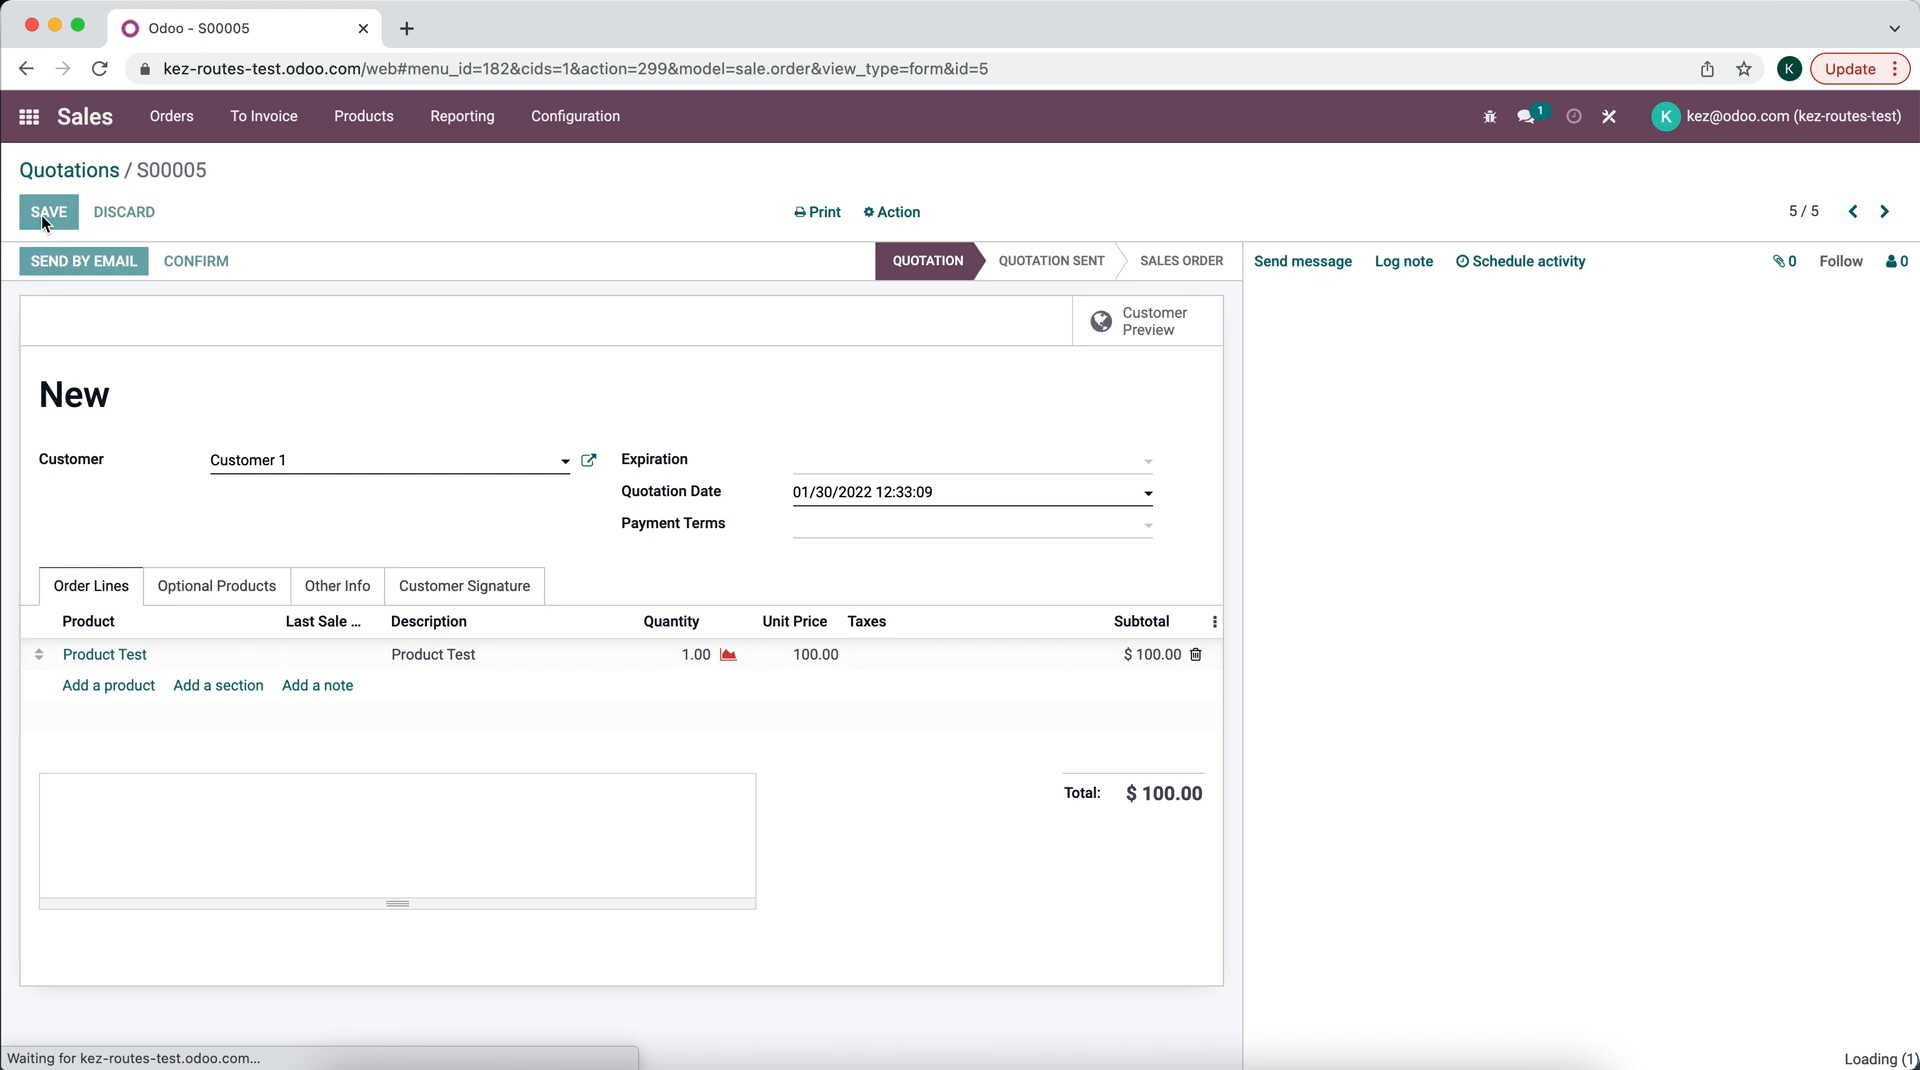 Odoo - S00005
kez-routes-test.odoo.com/web#menu_id=182&cids=1&action=299&model=sale.order&view_type=form&id=5
K
Update
Sales
Orders
To Invoice
Products
Reporting
Configuration
1
K
kez@odoo.com (kez-routes-test)
Quotations / S00005
SAVE
DISCARD
Print
Action
5 / 5
SEND BY EMAIL
CONFIRM
QUOTATION
QUOTATION SENT
SALES ORDER
Send message
Log note
Schedule activity
0
Follow
0
Customer
Preview
New
Customer
Customer 1
Expiration
Quotation Date
01/30/2022 12:33:09
Payment Terms
Order Lines
Optional Products
Other Info
Customer Signature
Product
Last Sale ...
Description
Quantity
Unit Price
Taxes
Subtotal
Product Test
Product Test
1.00
100.00
$ 100.00
Add a product
Add a section
Add a note
Total:
$ 100.00
Waiting for kez-routes-test.odoo.com...
Loading (1)